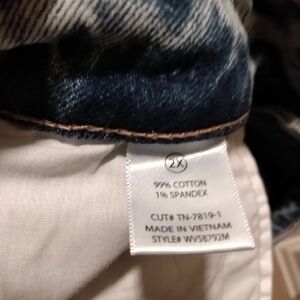 2X
99% COTTON
1% SPANDEX
CUT# TN-7819-1
MADE IN VIETNAM
STYLE# WV58792M